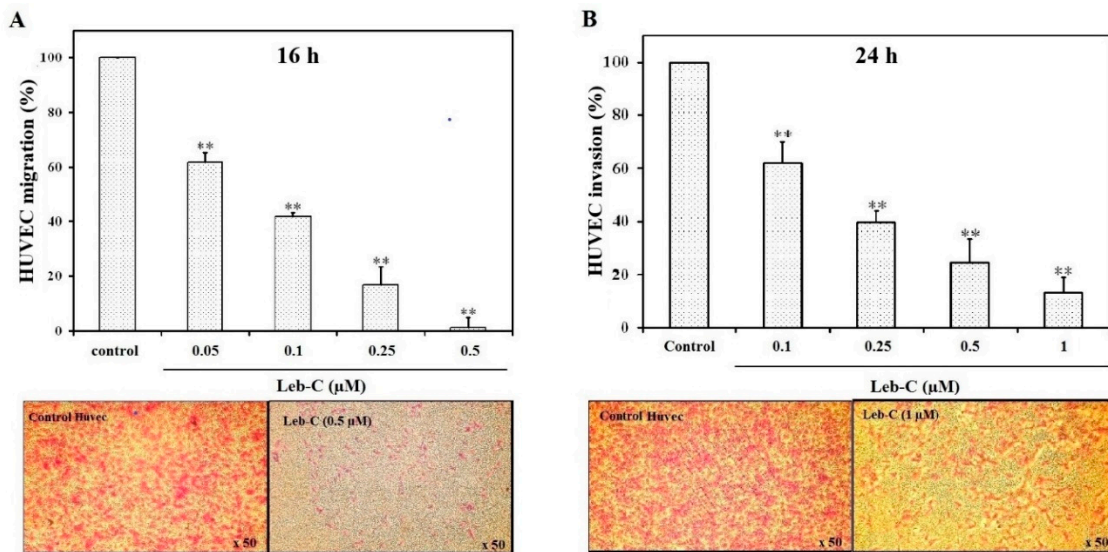 A
16 h
HUVEC migration (%)
100
80
60
40
20
0
**
**
**
**
control
0.05
0.1
0.25
0.5
Leb-C (µM)
Control Huvec
x 50
Leb-C (0.5 µM)
x 50
B
24 h
HUVEC invasion (%)
100
80
60
40
20
0
**
**
**
**
Control
0.1
0.25
0.5
1
Leb-C (µM)
Control Huvec
x 50
Leb-C (1 µM)
x 50